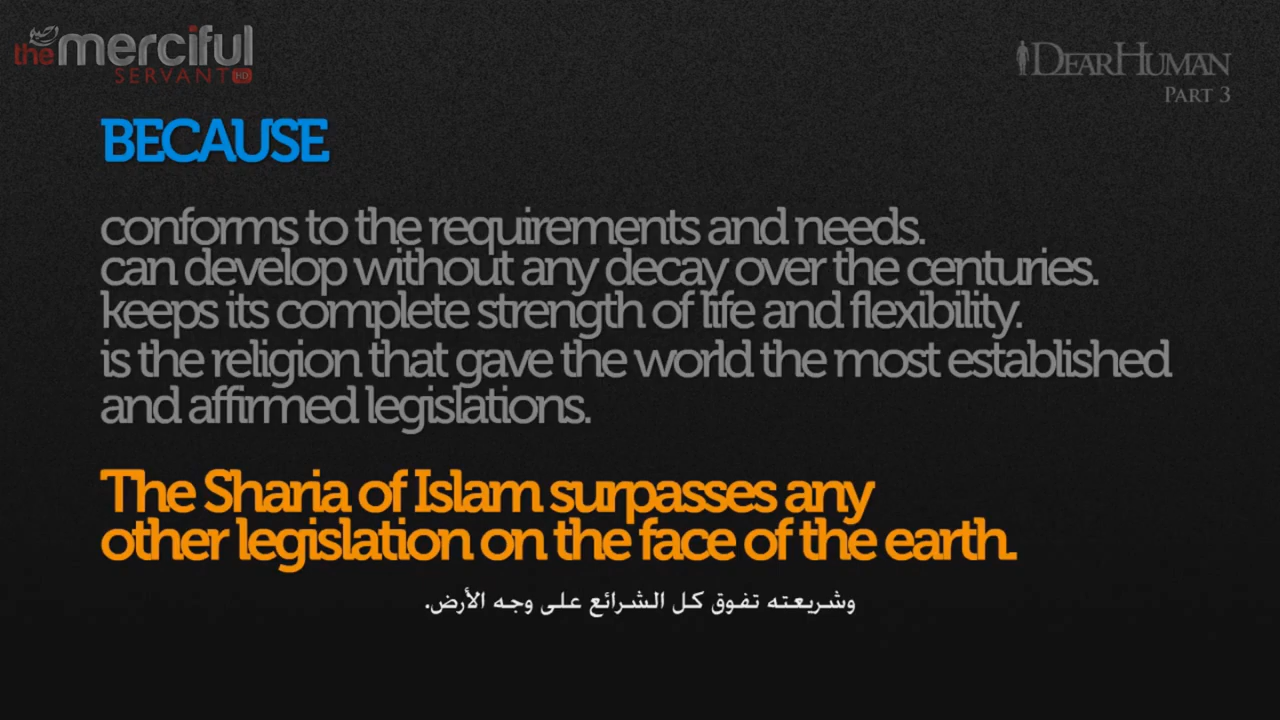 the merciful
SERVANT HD
DEARHUMAN
PART 3
BECAUSE
conforms to the requirements and needs.
can develop without any decay over the centuries.
keeps its complete strength of life and flexibility.
is the religion that gave the world the most established
and affirmed legislations.
The Sharia of Islam surpasses any
other legislation on the face of the earth.
وشريعته تفوق كل الشرائع على وجه الأرض.